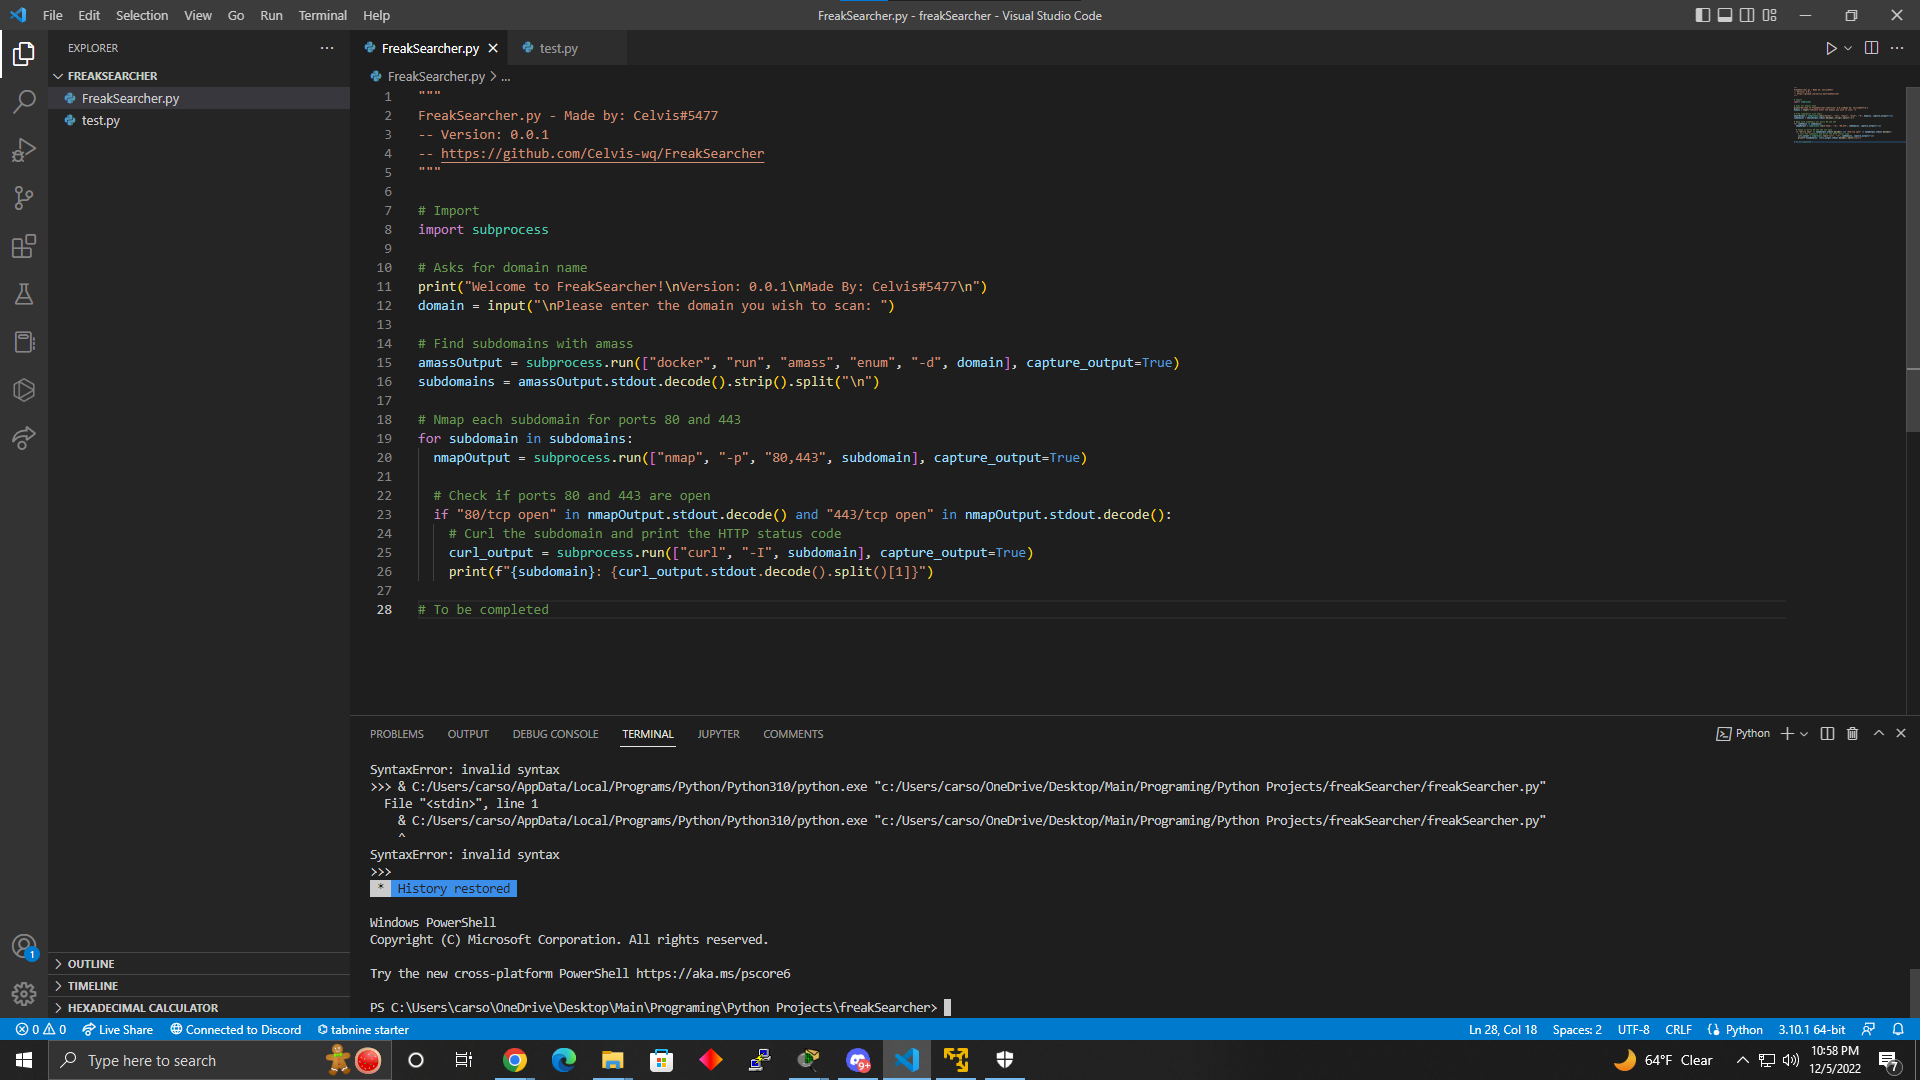 File Edit Selection View Go Run Terminal Help
FreakSearcher.py - freakSearcher - Visual Studio Code
EXPLORER
FREAKSEARCHER
FreakSearcher.py
test.py
OUTLINE
TIMELINE
HEXADECIMAL CALCULATOR
FreakSearcher.py test.py
FreakSearcher.py > ...
1 """
2 FreakSearcher.py - Made by: Celvis#5477
3 -- Version: 0.0.1
4 -- https://github.com/Celvis-wq/FreakSearcher
5 """
6
7 # Import
8 import subprocess
9
10 # Asks for domain name
11 print("Welcome to FreakSearcher!\nVersion: 0.0.1\nMade By: Celvis#5477\n")
12 domain = input("\nPlease enter the domain you wish to scan: ")
13
14 # Find subdomains with amass
15 amassOutput = subprocess.run(["docker", "run", "amass", "enum", "-d", domain], capture_output=True)
16 subdomains = amassOutput.stdout.decode().strip().split("\n")
17
18 # Nmap each subdomain for ports 80 and 443
19 for subdomain in subdomains:
20 nmapOutput = subprocess.run(["nmap", "-p", "80,443", subdomain], capture_output=True)
21
22 # Check if ports 80 and 443 are open
23 if "80/tcp open" in nmapOutput.stdout.decode() and "443/tcp open" in nmapOutput.stdout.decode():
24 # Curl the subdomain and print the HTTP status code
25 curl_output = subprocess.run(["curl", "-I", subdomain], capture_output=True)
26 print(f"{subdomain}: {curl_output.stdout.decode().split()[1]}")
27
28 # To be completed
PROBLEMS OUTPUT DEBUG CONSOLE TERMINAL JUPYTER COMMENTS
Python
SyntaxError: invalid syntax
>>> & C:/Users/carso/AppData/Local/Programs/Python/Python310/python.exe "c:/Users/carso/OneDrive/Desktop/Main/Programing/Python Projects/freakSearcher/freakSearcher.py"
File "<stdin>", line 1
& C:/Users/carso/AppData/Local/Programs/Python/Python310/python.exe "c:/Users/carso/OneDrive/Desktop/Main/Programing/Python Projects/freakSearcher/freakSearcher.py"
^
SyntaxError: invalid syntax
>>>
* History restored
Windows PowerShell
Copyright (C) Microsoft Corporation. All rights reserved.
Try the new cross-platform PowerShell https://aka.ms/pscore6
PS C:\Users\carso\OneDrive\Desktop\Main\Programing\Python Projects\freakSearcher>
1
0 0 Live Share Connected to Discord tabnine starter
Ln 28, Col 18 Spaces: 2 UTF-8 CRLF Python 3.10.1 64-bit
Type here to search
9+
64°F Clear
10:58 PM
12/5/2022
7